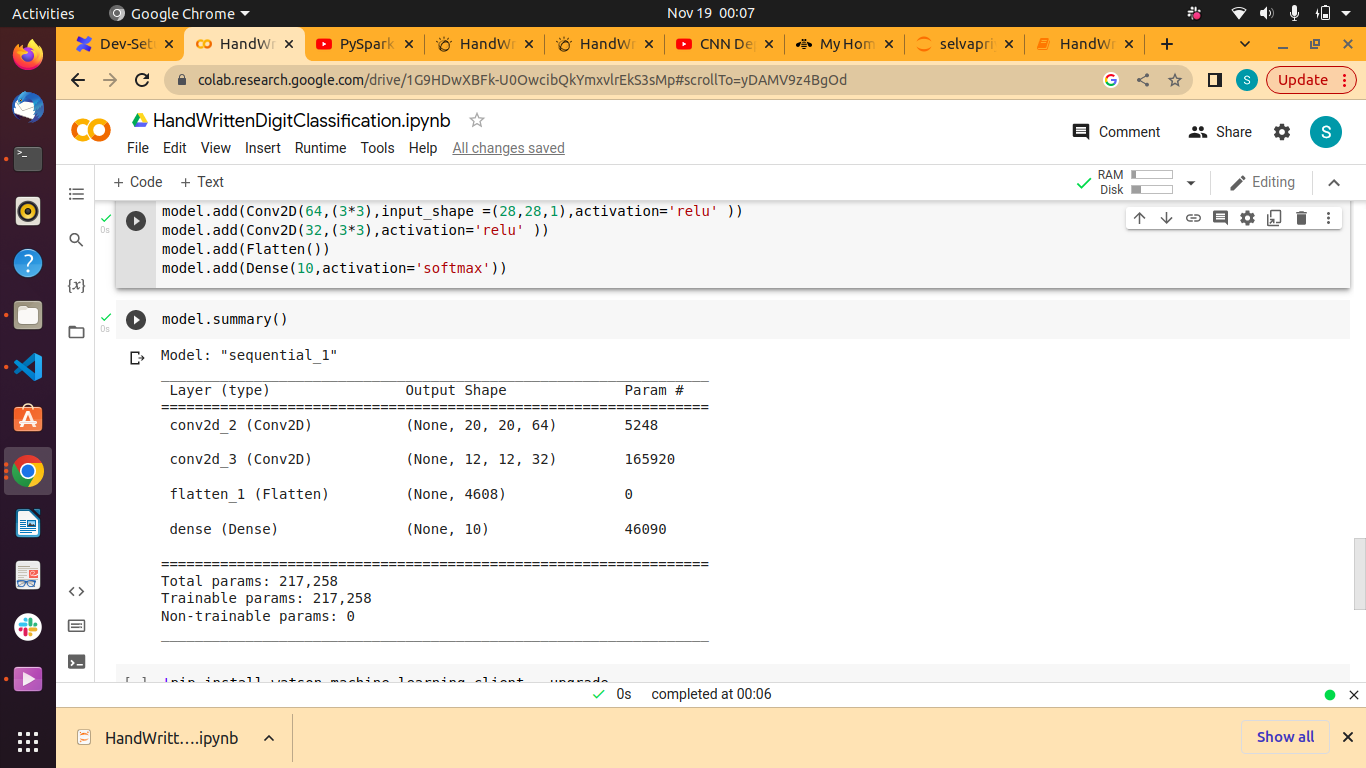 Activities Google Chrome Nov 19 00:07
Dev-Set HandWr PySpark HandWr HandWr CNN De My Hom selvapri HandWr
colab.research.google.com/drive/1G9HDwXBFk-U0OwcibQkYmxvlrEkS3sMp#scrollTo=yDAMV9z4BgOd S Update
HandWrittenDigitClassification.ipynb
Comment Share S
File Edit View Insert Runtime Tools Help All changes saved
+ Code + Text RAM Disk Editing
model.add(Conv2D(64,(3*3),input_shape =(28,28,1),activation='relu' ))
0s
model.add(Conv2D(32,(3*3),activation='relu' ))
model.add(Flatten())
model.add(Dense(10,activation='softmax'))
{x}
model.summary()
0s
Model: "sequential_1"
Layer (type) Output Shape Param #
=================================================================
conv2d_2 (Conv2D) (None, 20, 20, 64) 5248
conv2d_3 (Conv2D) (None, 12, 12, 32) 165920
flatten_1 (Flatten) (None, 4608) 0
dense (Dense) (None, 10) 46090
=================================================================
Total params: 217,258
Trainable params: 217,258
Non-trainable params: 0
0s completed at 00:06
HandWritt....ipynb Show all